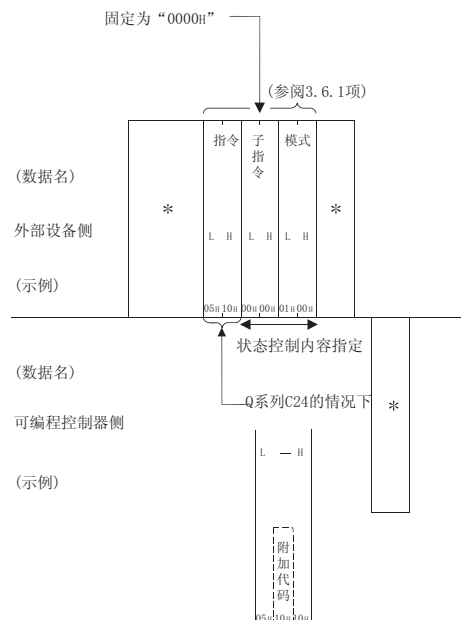 固定为“0000H”
(参阅3.6.1项)
指令 子指令 模式
(数据名)
* *
外部设备侧
L H L H L H
(示例)
05H 10H 00H 00H 01H 00H
状态控制内容指定
(数据名)
Q系列C24的情况下
*
可编程控制器侧
L — H
(示例)
附加代码
05H 10H 10H